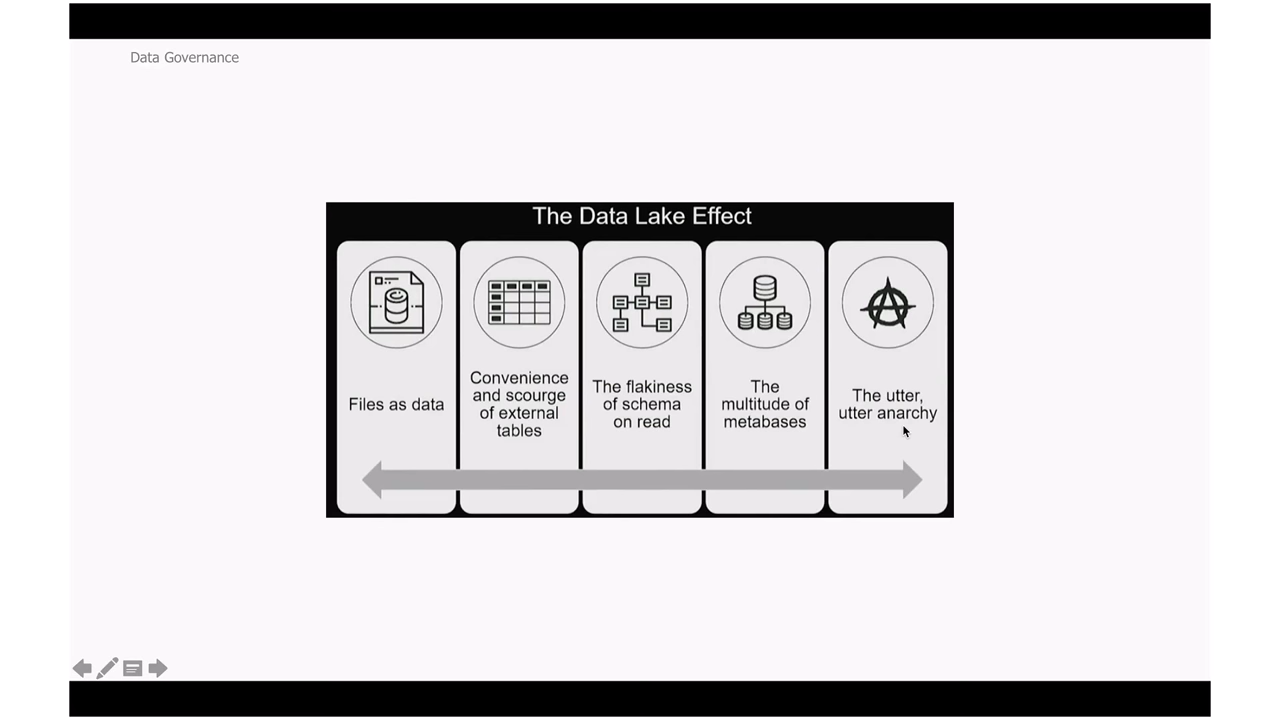 Data Governance
The Data Lake Effect
Files as data
Convenience
and scourge
of external
tables
The flakiness
of schema
on read
The
multitude of
metabases
The utter,
utter anarchy